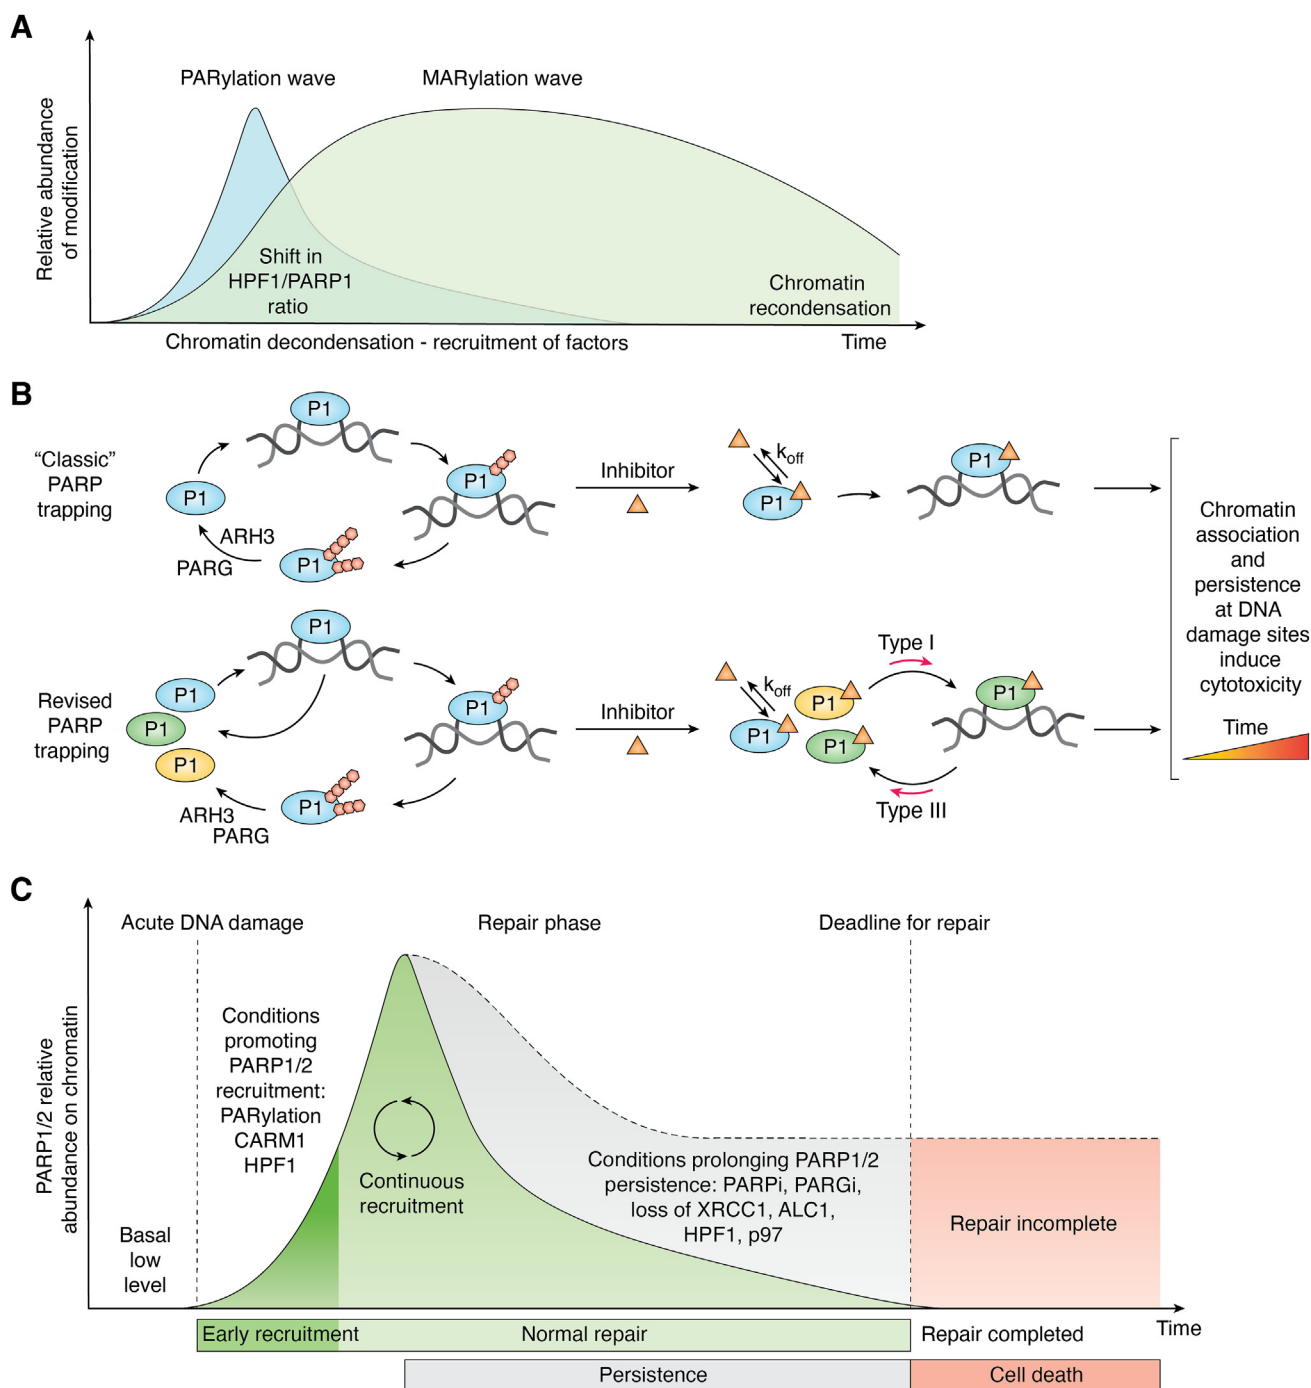 A
PARylation wave
MARylation wave
Relative abundance
of modification
Shift in
HPF1/PARP1
ratio
Chromatin
recondensation
Chromatin decondensation - recruitment of factors
Time
B
“Classic”
PARP
trapping
P1
P1
P1
P1
ARH3
PARG
Inhibitor
koff
P1
P1
Revised
PARP
trapping
P1
P1
P1
P1
P1
P1
ARH3
PARG
Inhibitor
koff
P1
P1
P1
Type I
P1
Type III
Chromatin
association
and
persistence
at DNA
damage sites
induce
cytotoxicity
Time
C
Acute DNA damage
Repair phase
Deadline for repair
PARP1/2 relative
abundance on chromatin
Conditions
promoting
PARP1/2
recruitment:
PARylation
CARM1
HPF1
Continuous
recruitment
Conditions prolonging PARP1/2
persistence: PARPi, PARGi,
loss of XRCC1, ALC1,
HPF1, p97
Repair incomplete
Basal
low
level
Time
Early recruitment
Normal repair
Repair completed
Persistence
Cell death